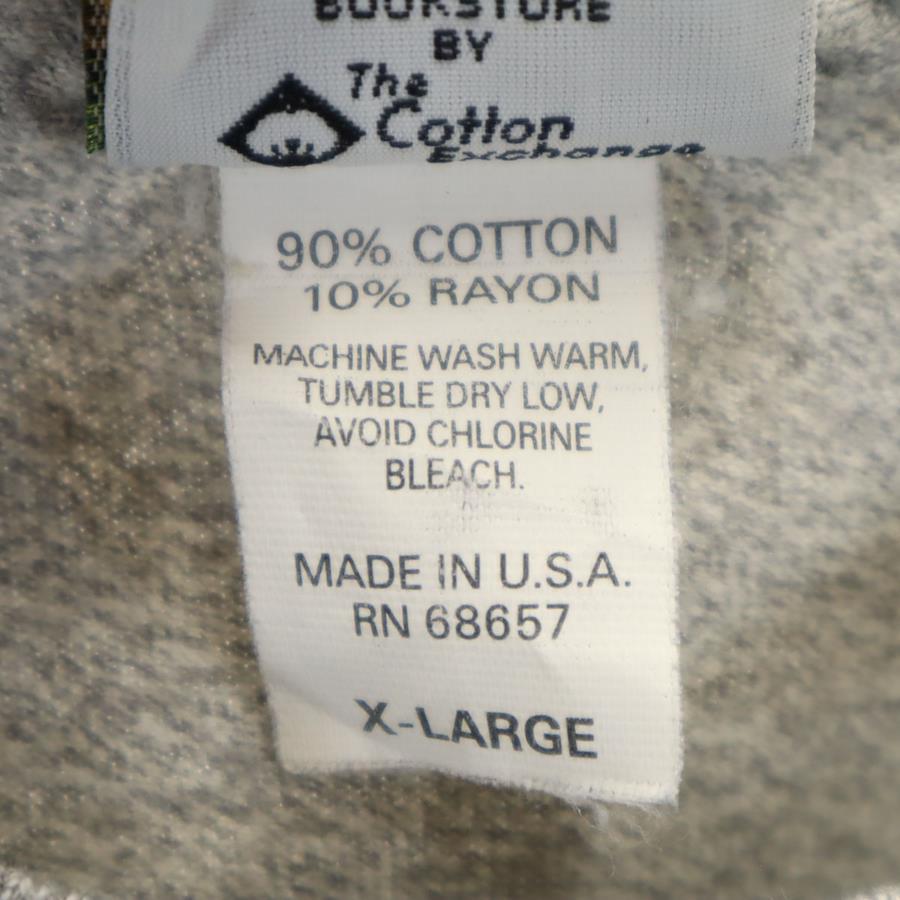 BOOKSTORE
BY
The
Cotton
Exchange
90% COTTON
10% RAYON
MACHINE WASH WARM,
TUMBLE DRY LOW,
AVOID CHLORINE
BLEACH.
MADE IN U.S.A.
RN 68657
X-LARGE